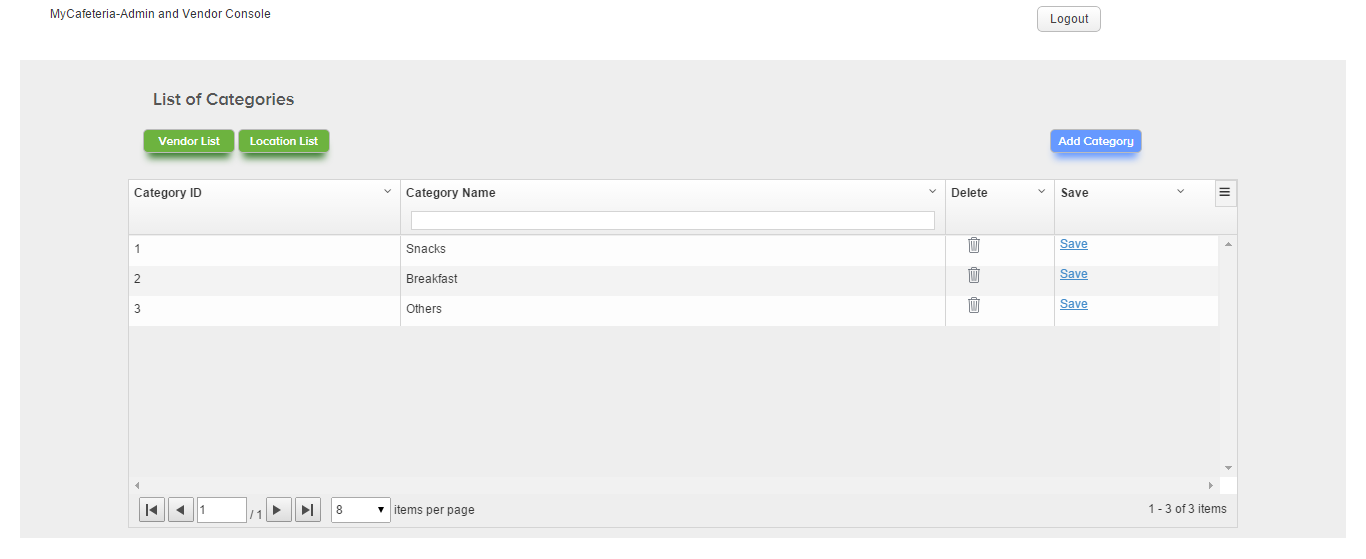 MyCafeteria-Admin and Vendor Console
Logout
List of Categories
Vendor List Location List Add Category
Category ID Category Name Delete Save
1 Snacks Save
2 Breakfast Save
3 Others Save
1 / 1 8 items per page 1 - 3 of 3 items